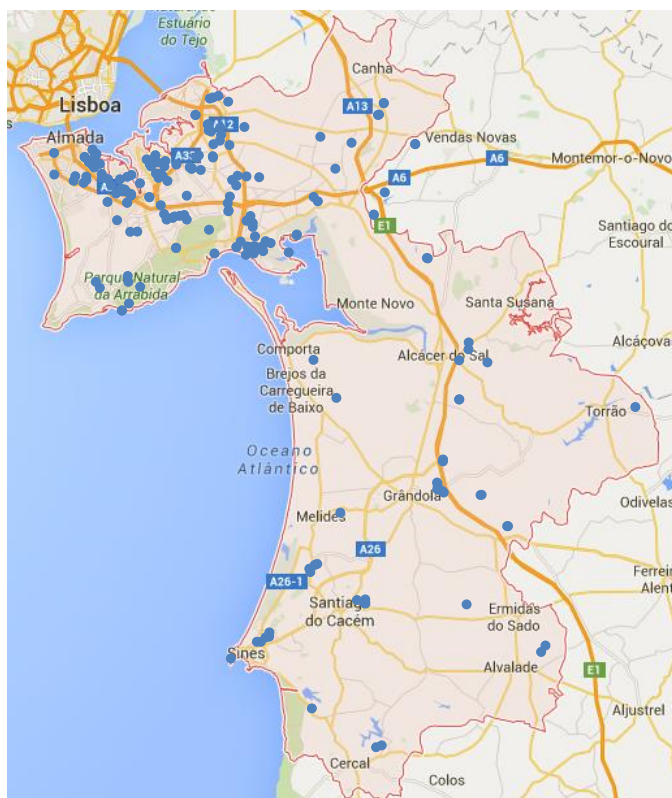 Estuário
do Tejo
Lisboa
Almada
Canha
A13
A12
Vendas Novas
A6
Montemor-o-Novo
A6
E1
Santiago do
Escoural
Parque Natural
da Arrábida
Monte Novo
Santa Susana
Alcáçova
Comporta
Alcácer do Sal
Brejos da
Carregueira
de Baixo
Torrão
Oceano
Atlântico
Grândola
Odivelas
Melides
A26
A26-1
Ferreira
Alent
Santiago
do Cacém
Ermidas
do Sado
Sines
Alvalade
E1
Aljustrel
Cercal
Colos